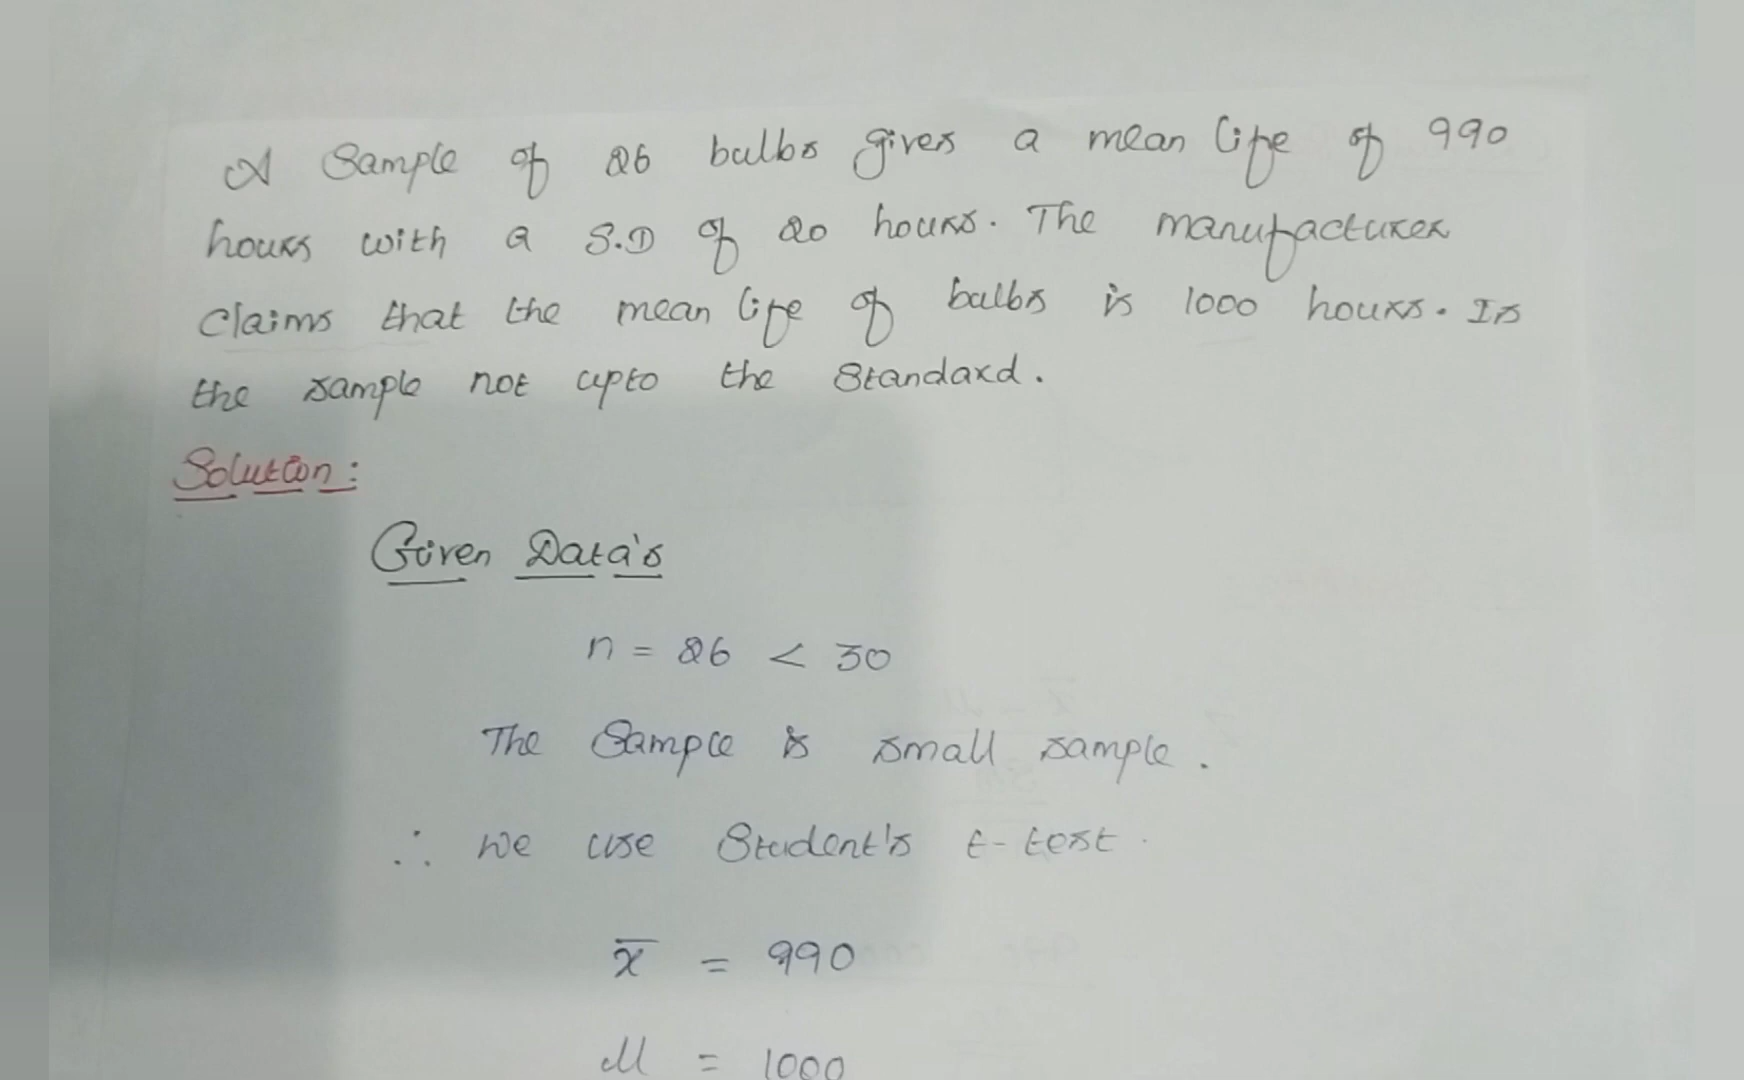 A Sample of 26 bulbs gives a mean life of 990
hours with a S.D of 20 hours. The manufacturer
claims that the mean life of bulbs is 1000 hours. Is
the sample not upto the Standard.
Solution:
Given Data's
n = 26 < 30
The Sample is small sample.
∴ we use Student's t-test.
x̄ = 990
μ = 1000